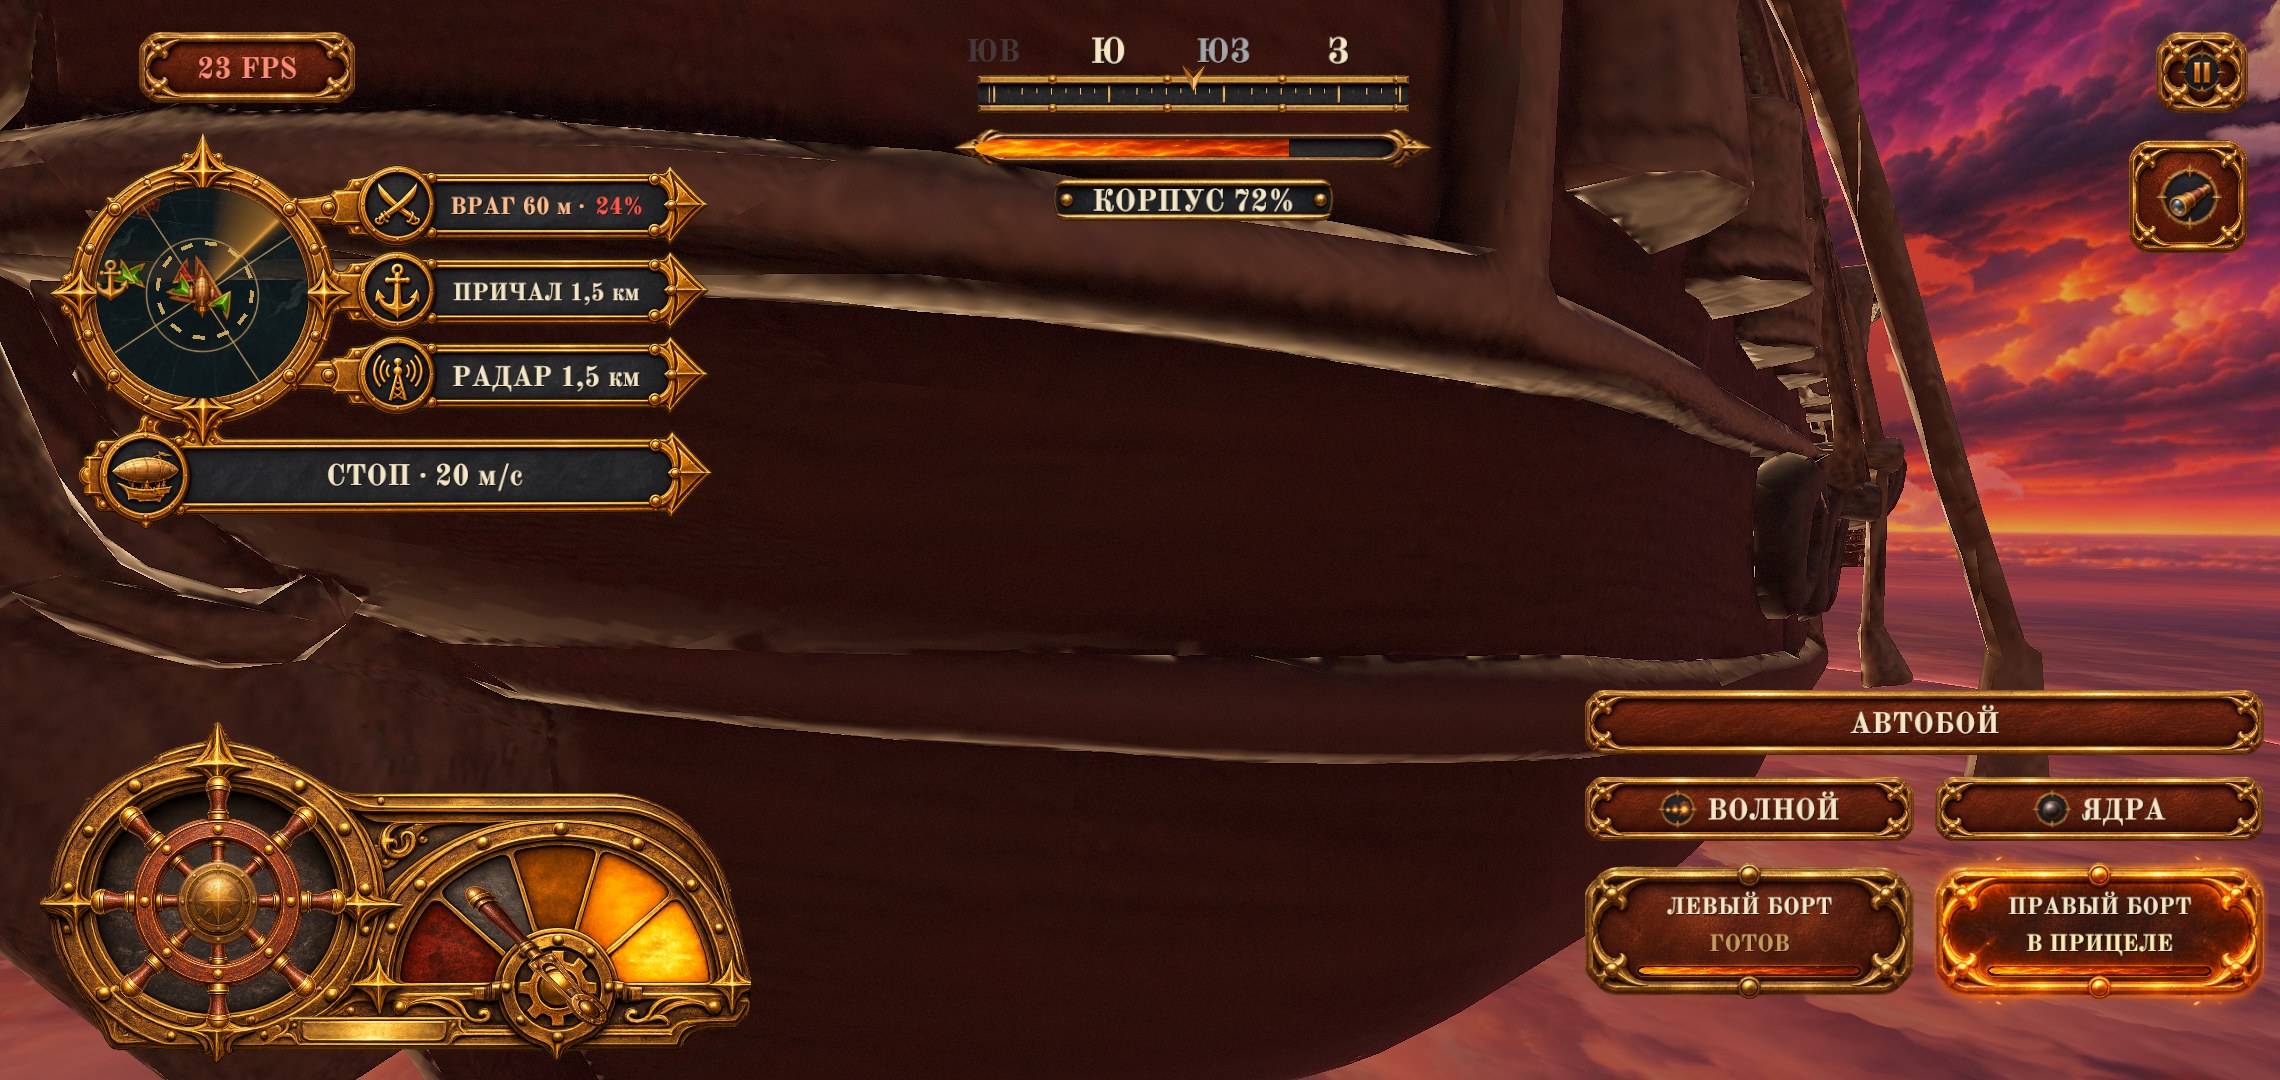 23 FPS
ЮВ Ю ЮЗ З
КОРПУС 72%
ВРАГ 60 м · 24%
ПРИЧАЛ 1,5 км
РАДАР 1,5 км
СТОП · 20 м/с
АВТОБОЙ
ВОЛНОЙ
ЯДРА
ЛЕВЫЙ БОРТ
ГОТОВ
ПРАВЫЙ БОРТ
В ПРИЦЕЛЕ